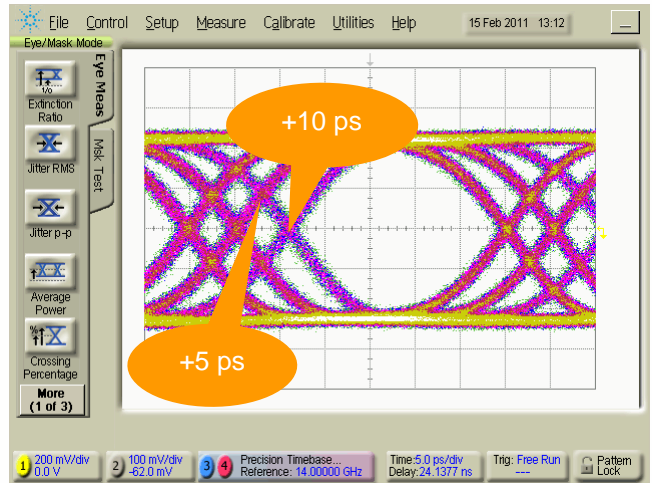 File Control Setup Measure Calibrate Utilities Help 15 Feb 2011 13:12
Eye/Mask Mode
Eye Meas
Msk Test
1/0
Extinction
Ratio
Jitter RMS
Jitter p-p
Average
Power
%
Crossing
Percentage
More
(1 of 3)
+10 ps
+5 ps
1 200 mV/div
0.0 V
2 100 mV/div
-62.0 mV
3 4 Precision Timebase...
Reference: 14.00000 GHz
Time:5.0 ps/div
Delay:24.1377 ns
Trig: Free Run
---
Pattern
Lock